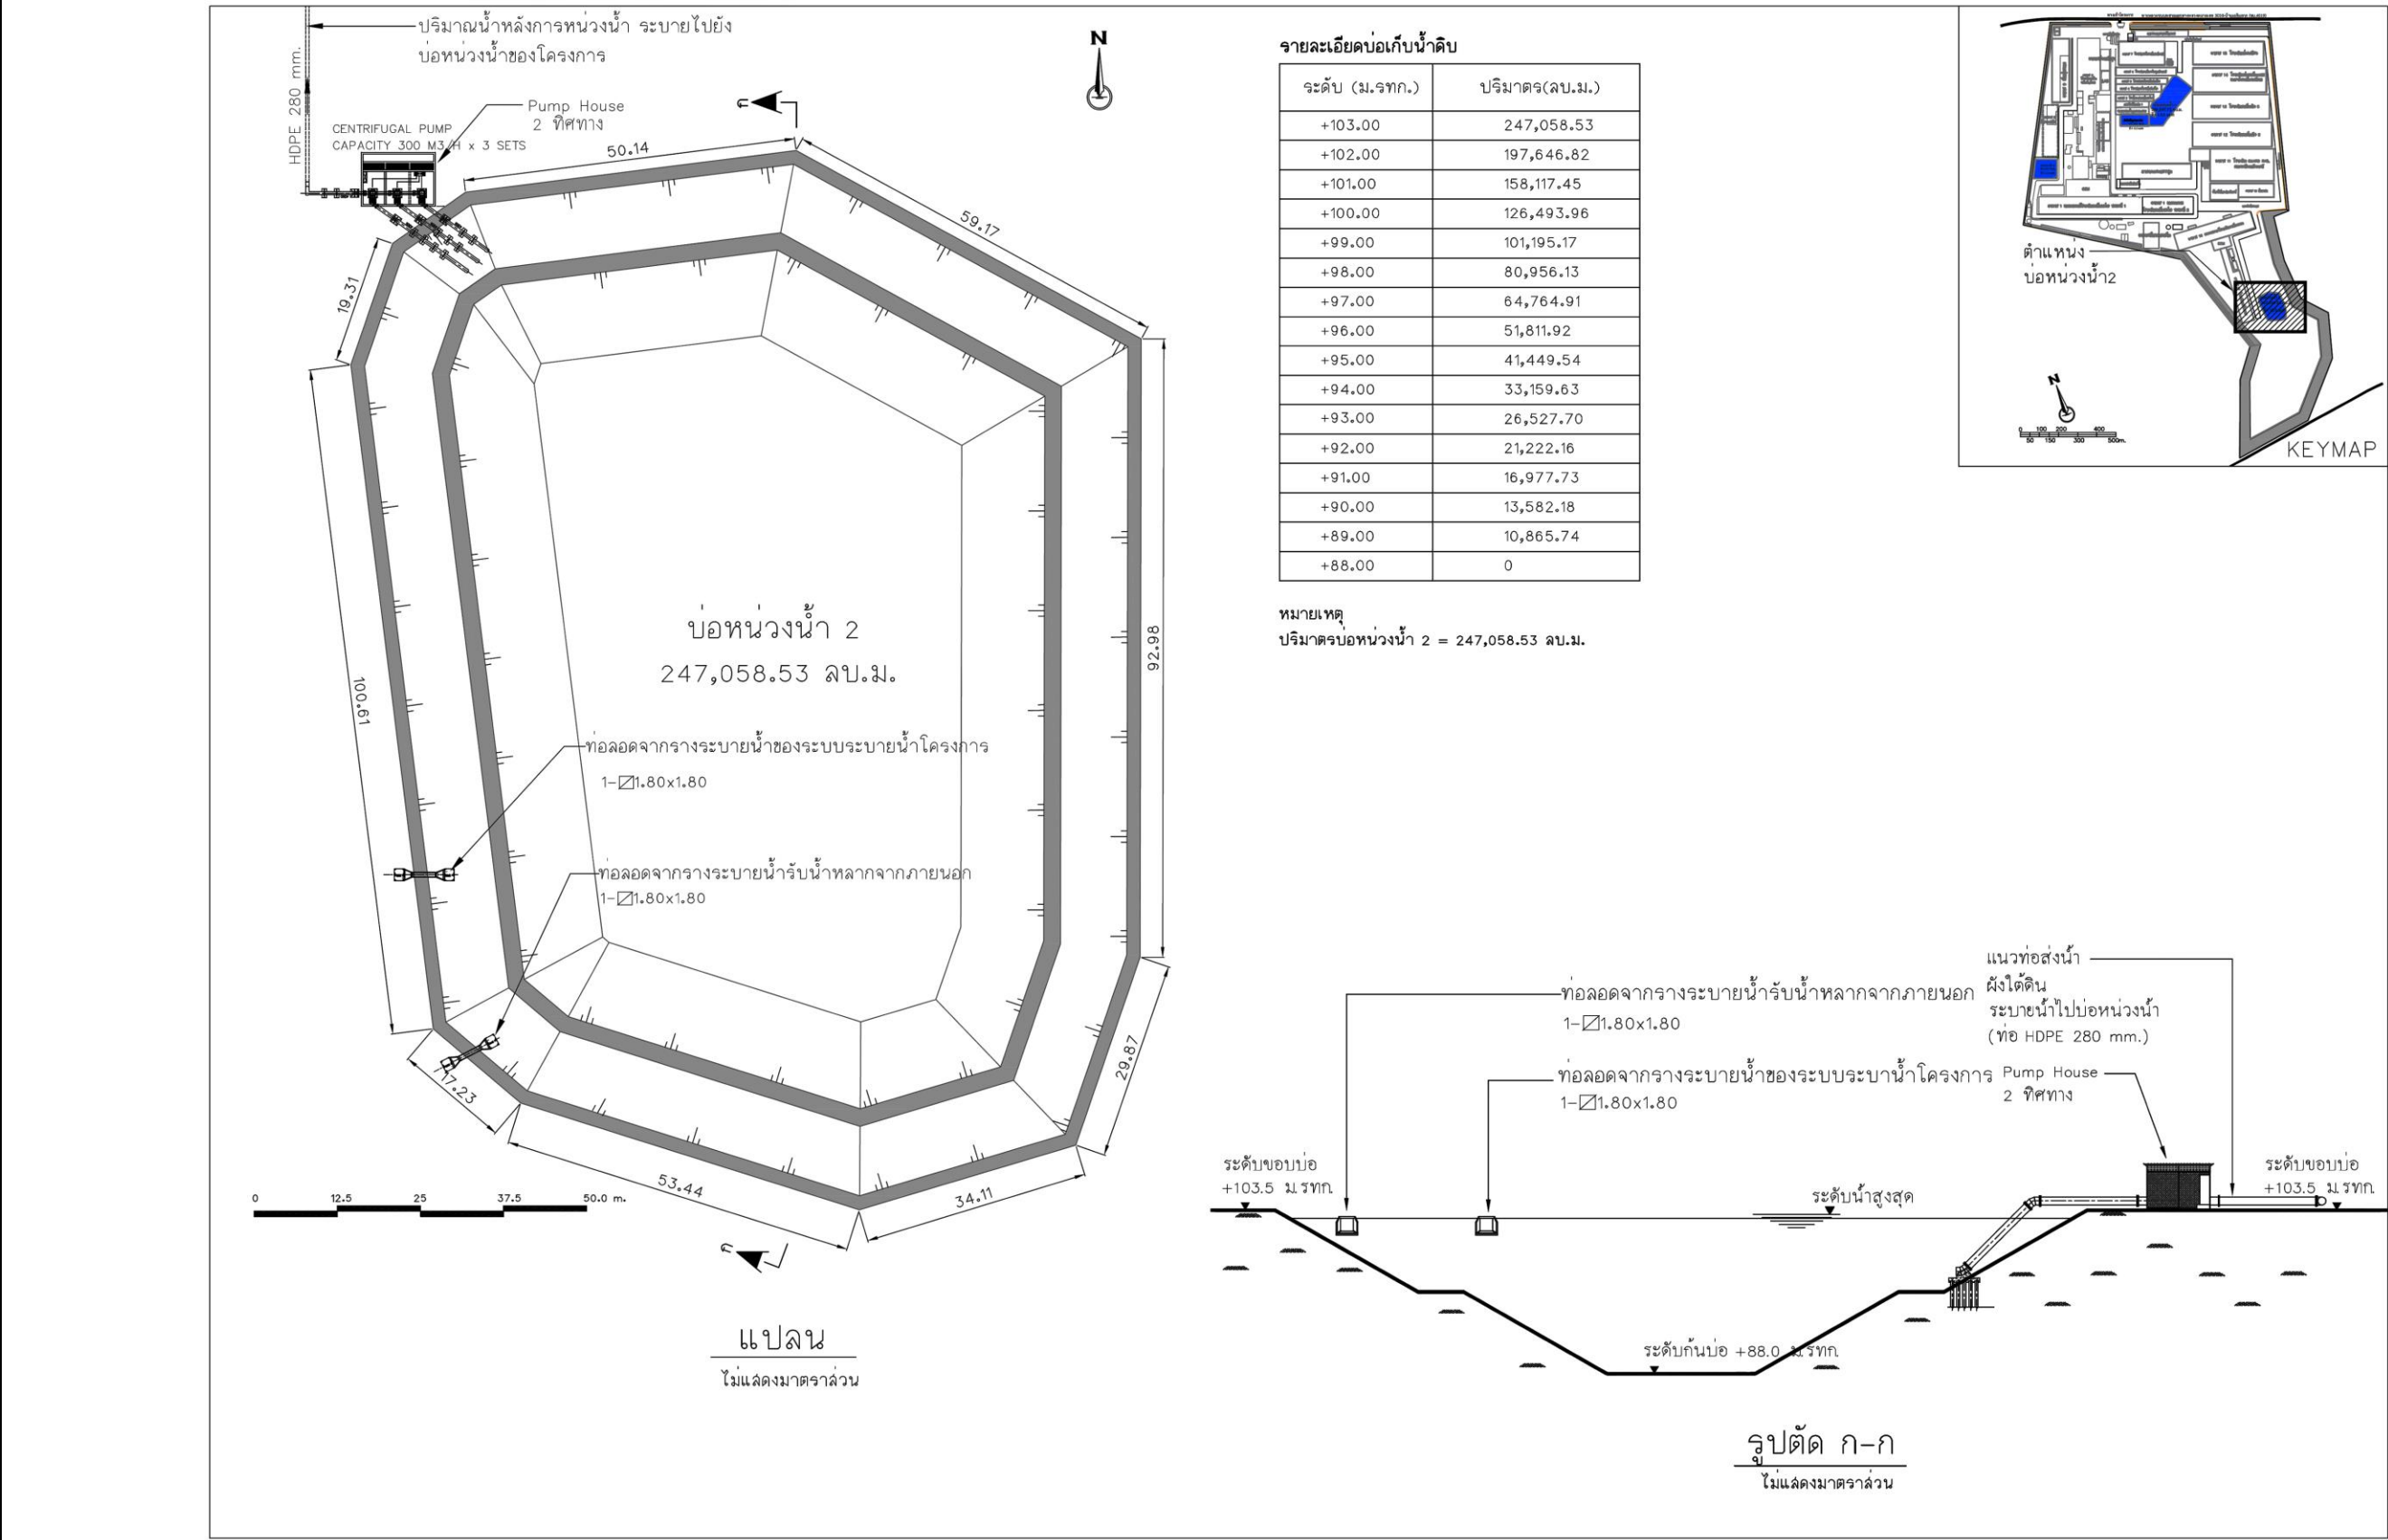 ปริมาณน้ำหลังการหน่วงน้ำ ระบายไปยัง
บ่อหน่วงน้ำของโครงการ
HDPE 280 mm.
Pump House
2 ทิศทาง
CENTRIFUGAL PUMP
CAPACITY 300 M3/H x 3 SETS
N
ก
50.14
59.17
19.31
100.61
92.98
29.87
17.23
53.44
34.11
บ่อหน่วงน้ำ 2
247,058.53 ลบ.ม.
ท่อลอดจากรางระบายน้ำของระบบระบายน้ำโครงการ
1-1.80x1.80
ท่อลอดจากรางระบายน้ำรับน้ำหลากจากภายนอก
1-1.80x1.80
0 12.5 25 37.5 50.0 m.
ก
แปลน
ไม่แสดงมาตราส่วน
รายละเอียดบ่อเก็บน้ำดิบ
ระดับ (ม.รทก.) ปริมาตร(ลบ.ม.)
+103.00 247,058.53
+102.00 197,646.82
+101.00 158,117.45
+100.00 126,493.96
+99.00 101,195.17
+98.00 80,956.13
+97.00 64,764.91
+96.00 51,811.92
+95.00 41,449.54
+94.00 33,159.63
+93.00 26,527.70
+92.00 21,222.16
+91.00 16,977.73
+90.00 13,582.18
+89.00 10,865.74
+88.00 0
หมายเหตุ
ปริมาตรบ่อหน่วงน้ำ 2 = 247,058.53 ลบ.ม.
ตำแหน่ง
บ่อหน่วงน้ำ2
N
0 100 200 400
50 150 300 500m.
KEYMAP
ท่อลอดจากรางระบายน้ำรับน้ำหลากจากภายนอก
1-1.80x1.80
ท่อลอดจากรางระบายน้ำของระบบระบาน้ำโครงการ
1-1.80x1.80
แนวท่อส่งน้ำ
ฝังใต้ดิน
ระบายน้ำไปบ่อหน่วงน้ำ
(ท่อ HDPE 280 mm.)
Pump House
2 ทิศทาง
ระดับขอบบ่อ
+103.5 ม.รทก.
ระดับน้ำสูงสุด
ระดับขอบบ่อ
+103.5 ม.รทก.
ระดับก้นบ่อ +88.0 ม.รทก.
รูปตัด ก-ก
ไม่แสดงมาตราส่วน